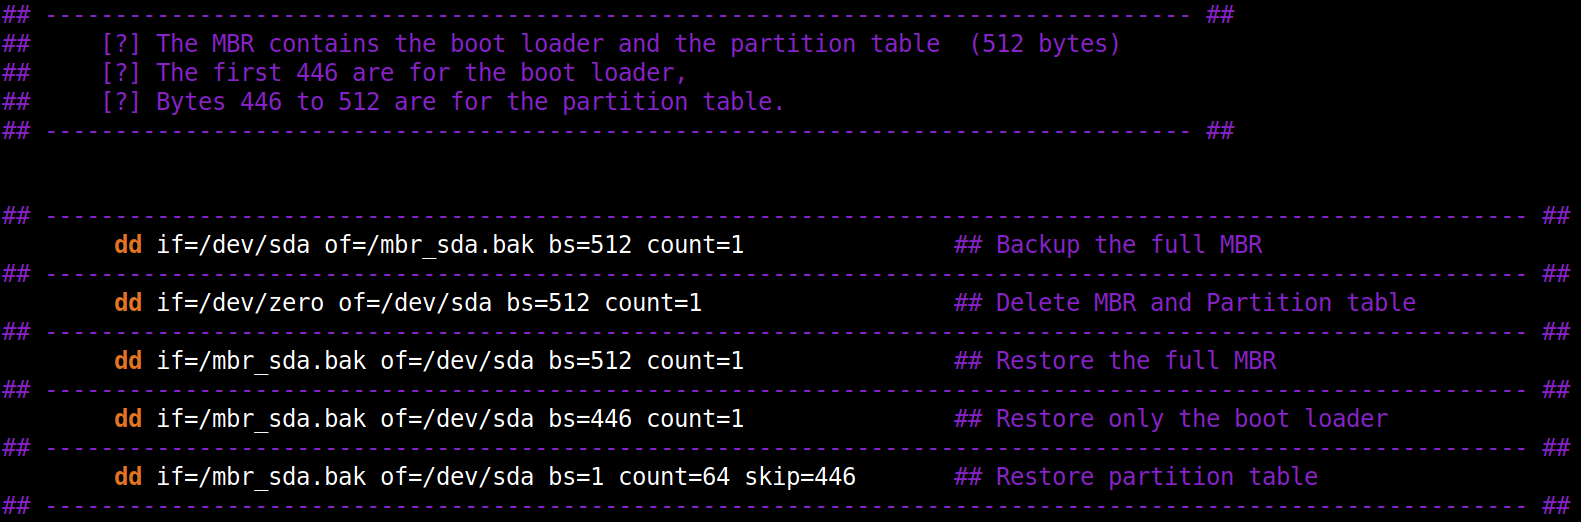 ## ---------------------------------------------------------------------------------- ##
##     [?] The MBR contains the boot loader and the partition table  (512 bytes)
##     [?] The first 446 are for the boot loader,
##     [?] Bytes 446 to 512 are for the partition table.
## ---------------------------------------------------------------------------------- ##
## ---------------------------------------------------------------------------------------------------------- ##
        dd if=/dev/sda of=/mbr_sda.bak bs=512 count=1               ## Backup the full MBR
## ---------------------------------------------------------------------------------------------------------- ##
        dd if=/dev/zero of=/dev/sda bs=512 count=1                  ## Delete MBR and Partition table
## ---------------------------------------------------------------------------------------------------------- ##
        dd if=/mbr_sda.bak of=/dev/sda bs=512 count=1               ## Restore the full MBR
## ---------------------------------------------------------------------------------------------------------- ##
        dd if=/mbr_sda.bak of=/dev/sda bs=446 count=1               ## Restore only the boot loader
## ---------------------------------------------------------------------------------------------------------- ##
        dd if=/mbr_sda.bak of=/dev/sda bs=1 count=64 skip=446       ## Restore partition table
## ---------------------------------------------------------------------------------------------------------- ##